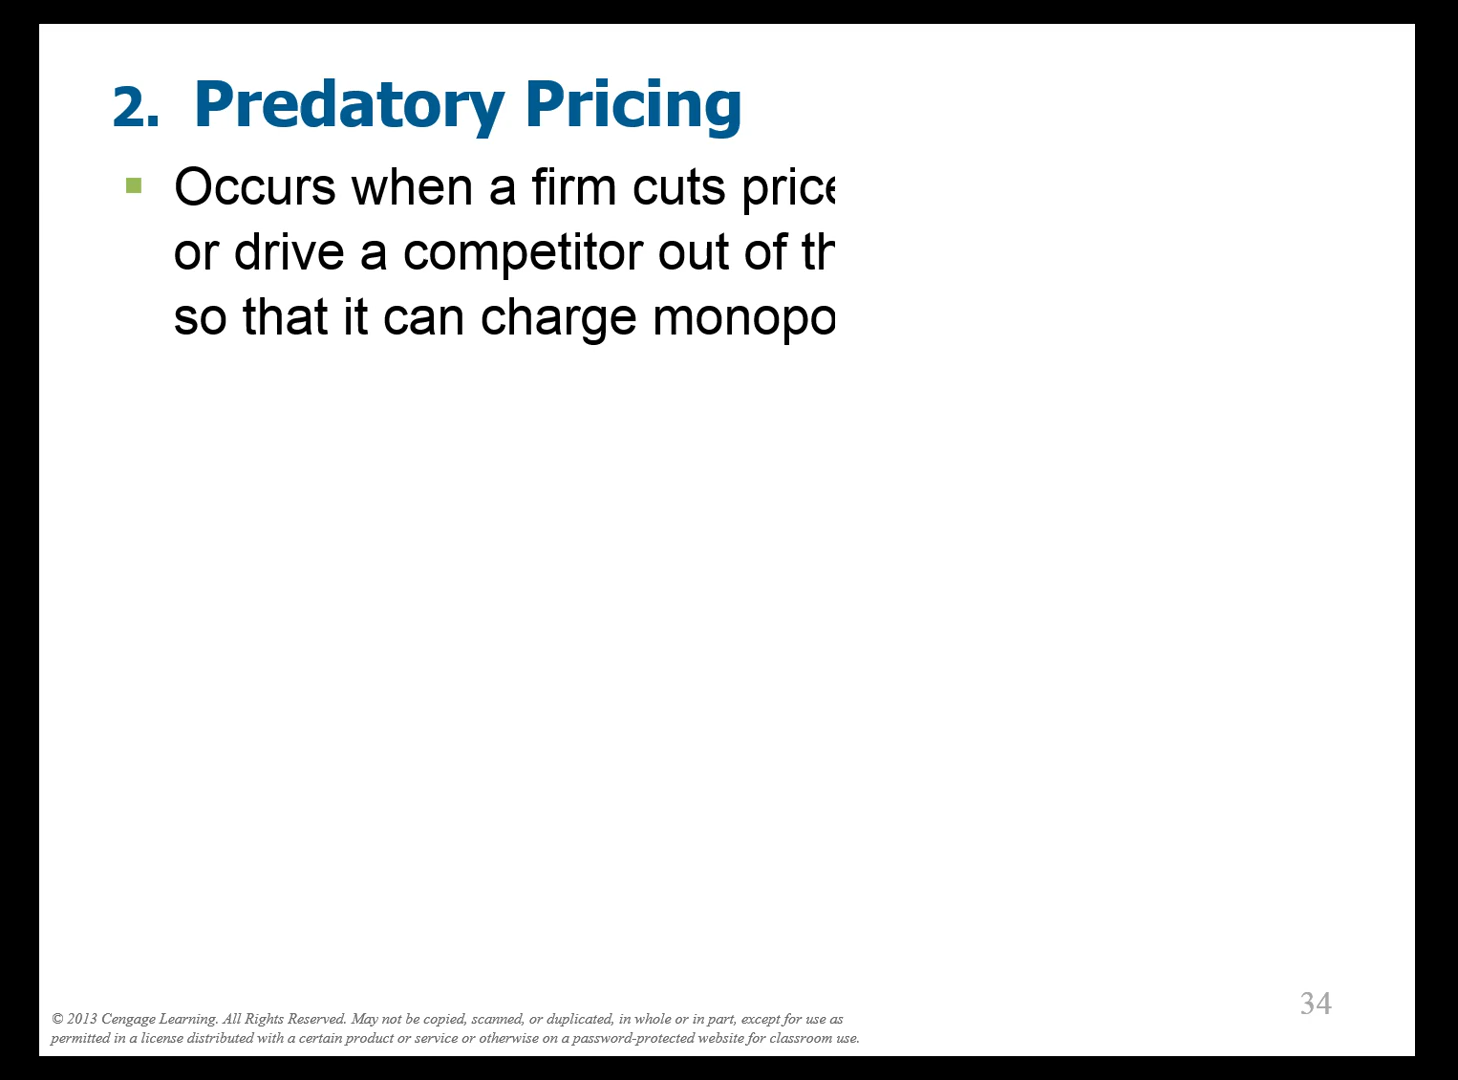 2. Predatory Pricing
Occurs when a firm cuts price
or drive a competitor out of th
so that it can charge monopo
34
© 2013 Cengage Learning. All Rights Reserved. May not be copied, scanned, or duplicated, in whole or in part, except for use as
permitted in a license distributed with a certain product or service or otherwise on a password-protected website for classroom use.